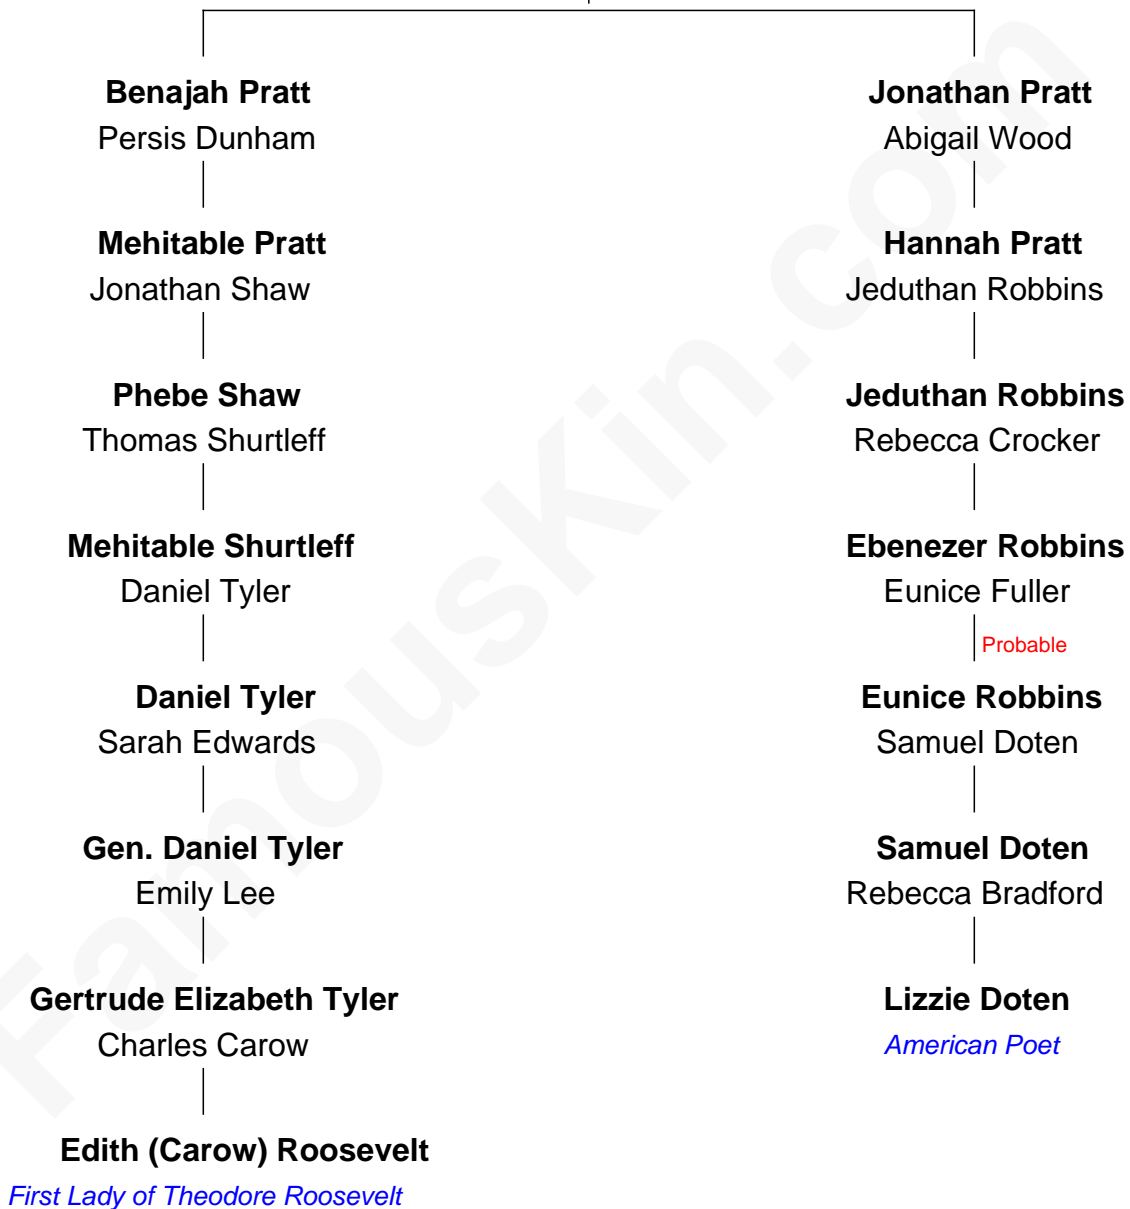 Benajah Pratt
Persis Dunham
Mehitable Pratt
Jonathan Shaw
Phebe Shaw
Thomas Shurtleff
Mehitable Shurtleff
Daniel Tyler
Daniel Tyler
Sarah Edwards
Gen. Daniel Tyler
Emily Lee
Gertrude Elizabeth Tyler
Charles Carow
Edith (Carow) Roosevelt
First Lady of Theodore Roosevelt
Jonathan Pratt
Abigail Wood
Hannah Pratt
Jeduthan Robbins
Jeduthan Robbins
Rebecca Crocker
Ebenezer Robbins
Eunice Fuller
Probable
Eunice Robbins
Samuel Doten
Samuel Doten
Rebecca Bradford
Lizzie Doten
American Poet
FamousKin.com